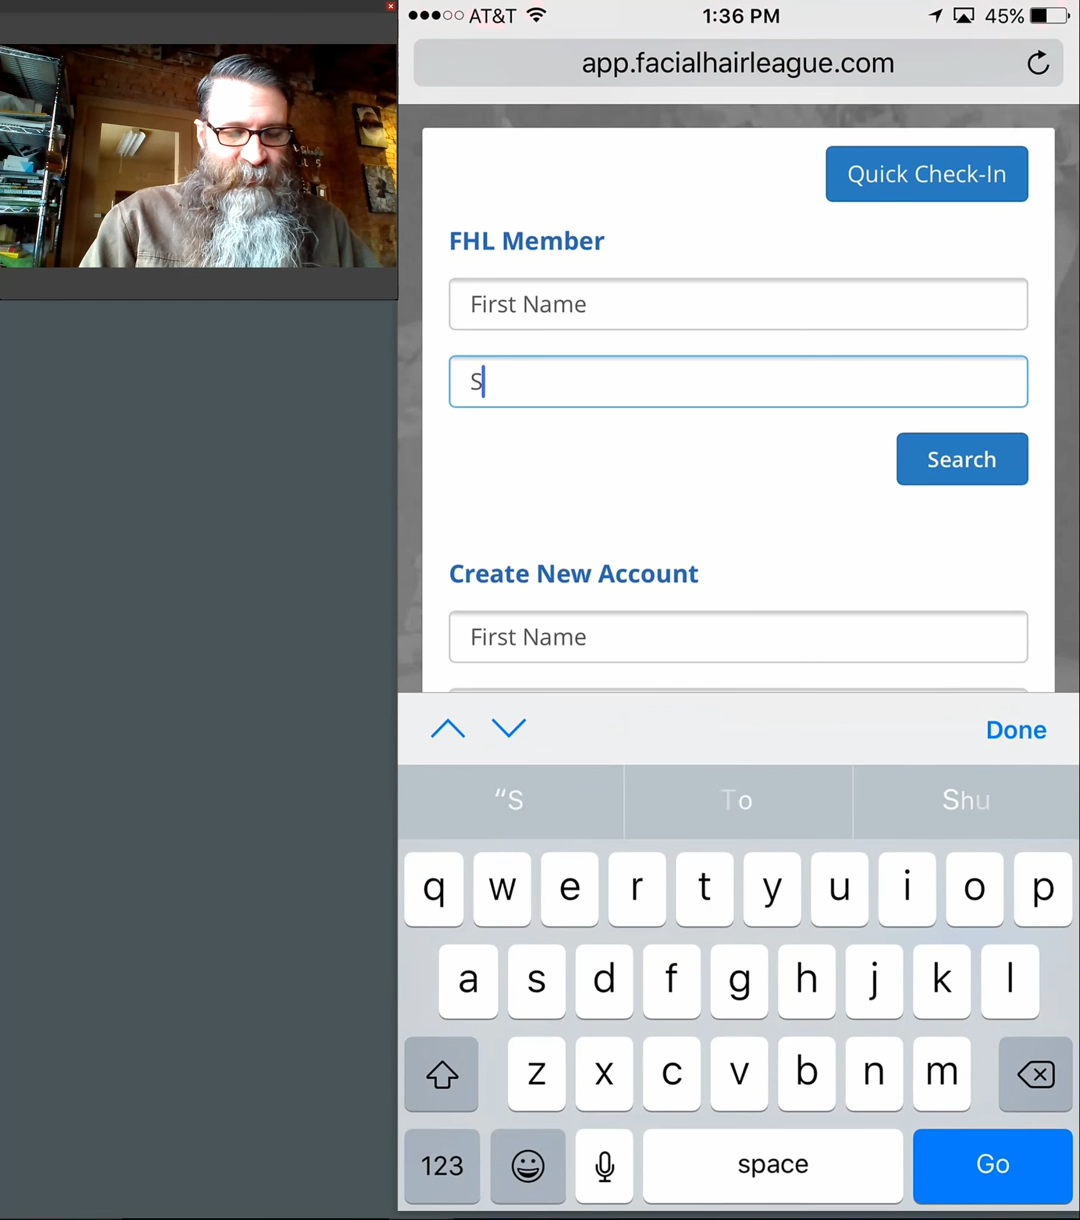 AT&T
1:36 PM
45%
app.facialhairleague.com
Quick Check-In
FHL Member
First Name
S
Search
Create New Account
First Name
Done
“S
To
Shu
q w e r t y u i o p
a s d f g h j k l
z x c v b n m
123
space
Go